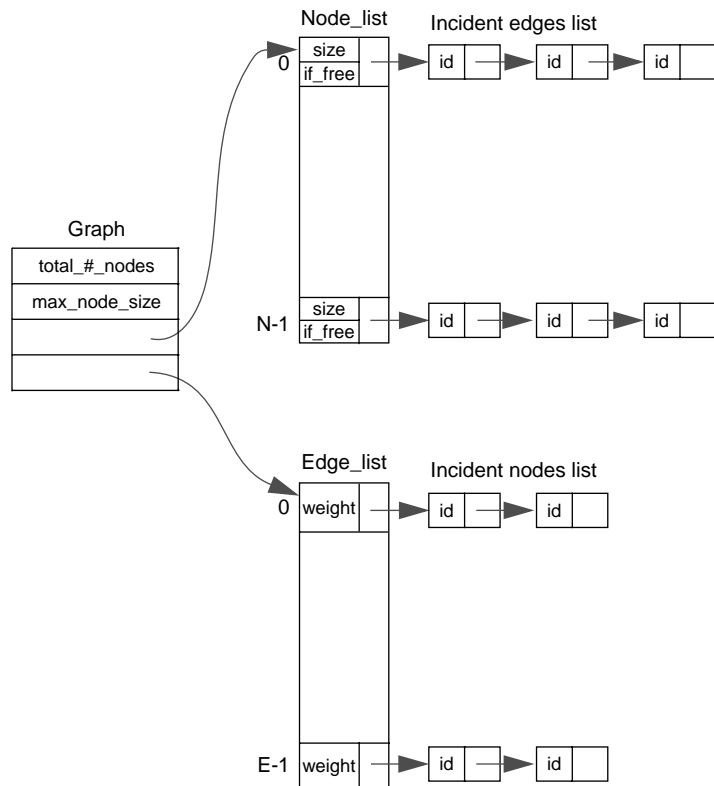 Node_list
Incident edges list
size
0
if_free
id
id
id
Graph
total_#_nodes
max_node_size
size
N-1
if_free
id
id
id
Edge_list
Incident nodes list
0
weight
id
id
E-1
weight
id
id